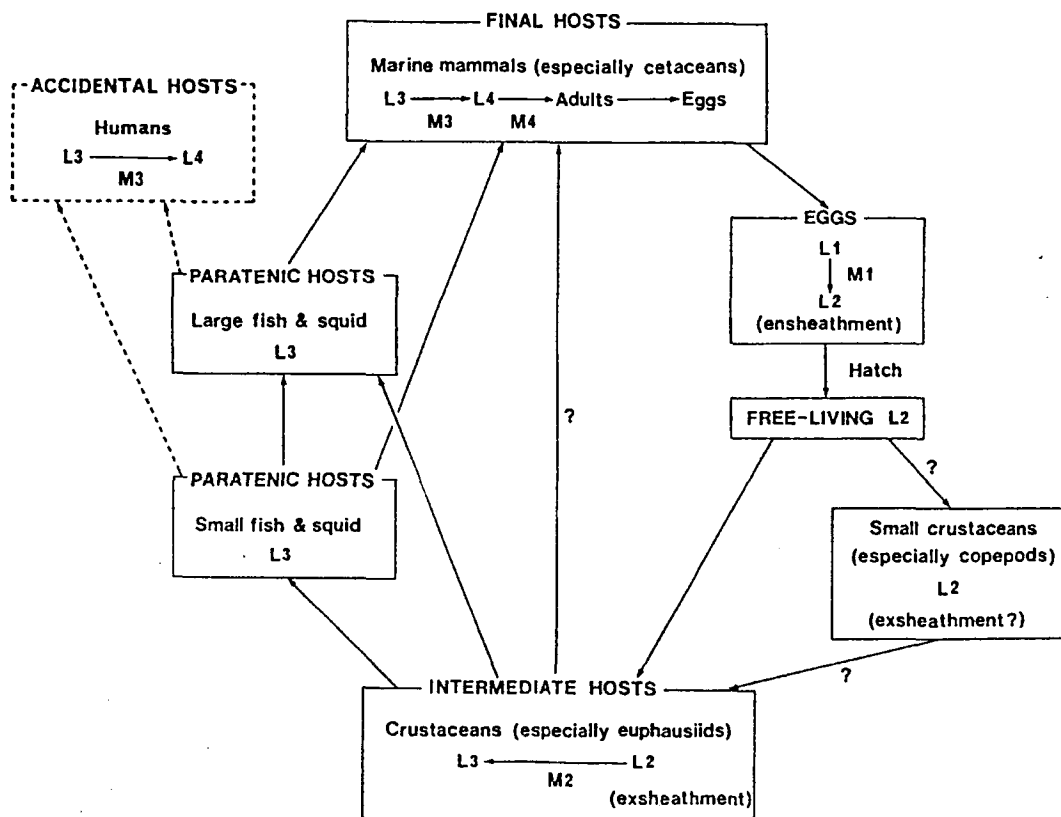 FINAL HOSTS
Marine mammals (especially cetaceans)
L3 L4 Adults Eggs
M3 M4
ACCIDENTAL HOSTS
Humans
L3 L4
M3
EGGS
L1
M1
L2
(ensheathment)
Hatch
FREE-LIVING L2
?
Small crustaceans
(especially copepods)
L2
(exsheathment?)
?
PARATENIC HOSTS
Large fish & squid
L3
?
PARATENIC HOSTS
Small fish & squid
L3
INTERMEDIATE HOSTS
Crustaceans (especially euphausiids)
L3 L2
M2
(exsheathment)